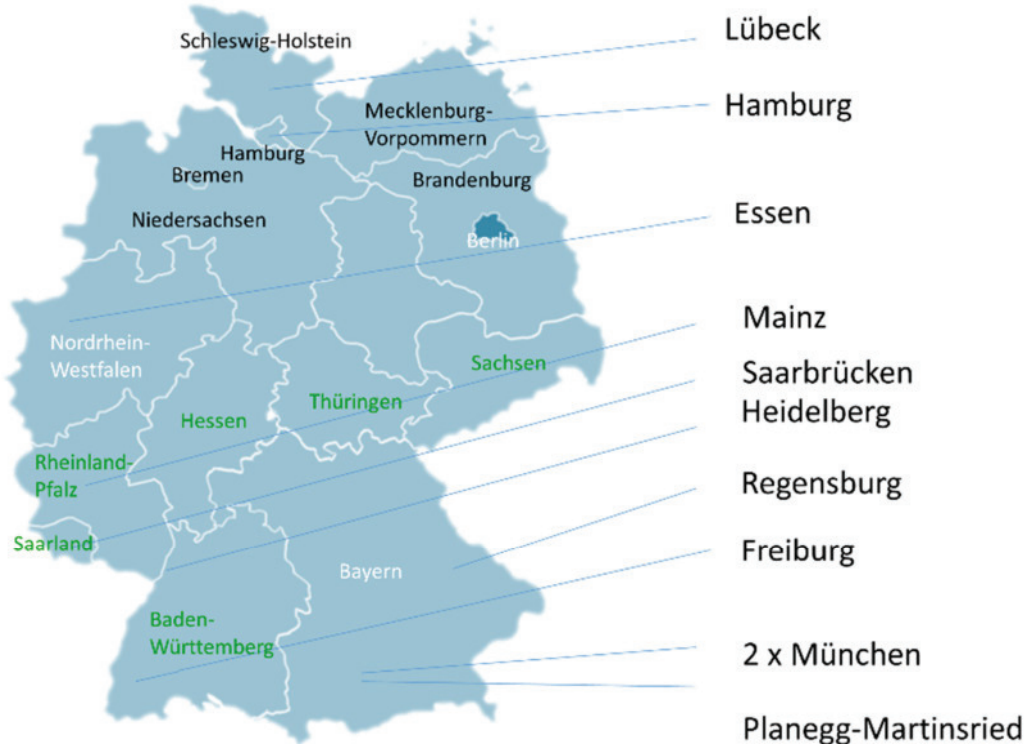 Schleswig-Holstein
Mecklenburg-
Vorpommern
Hamburg
Bremen
Brandenburg
Niedersachsen
Berlin
Nordrhein-
Westfalen
Sachsen
Thüringen
Hessen
Rheinland-
Pfalz
Saarland
Bayern
Baden-
Württemberg
Lübeck
Hamburg
Essen
Mainz
Saarbrücken
Heidelberg
Regensburg
Freiburg
2 x München
Planegg-Martinsried